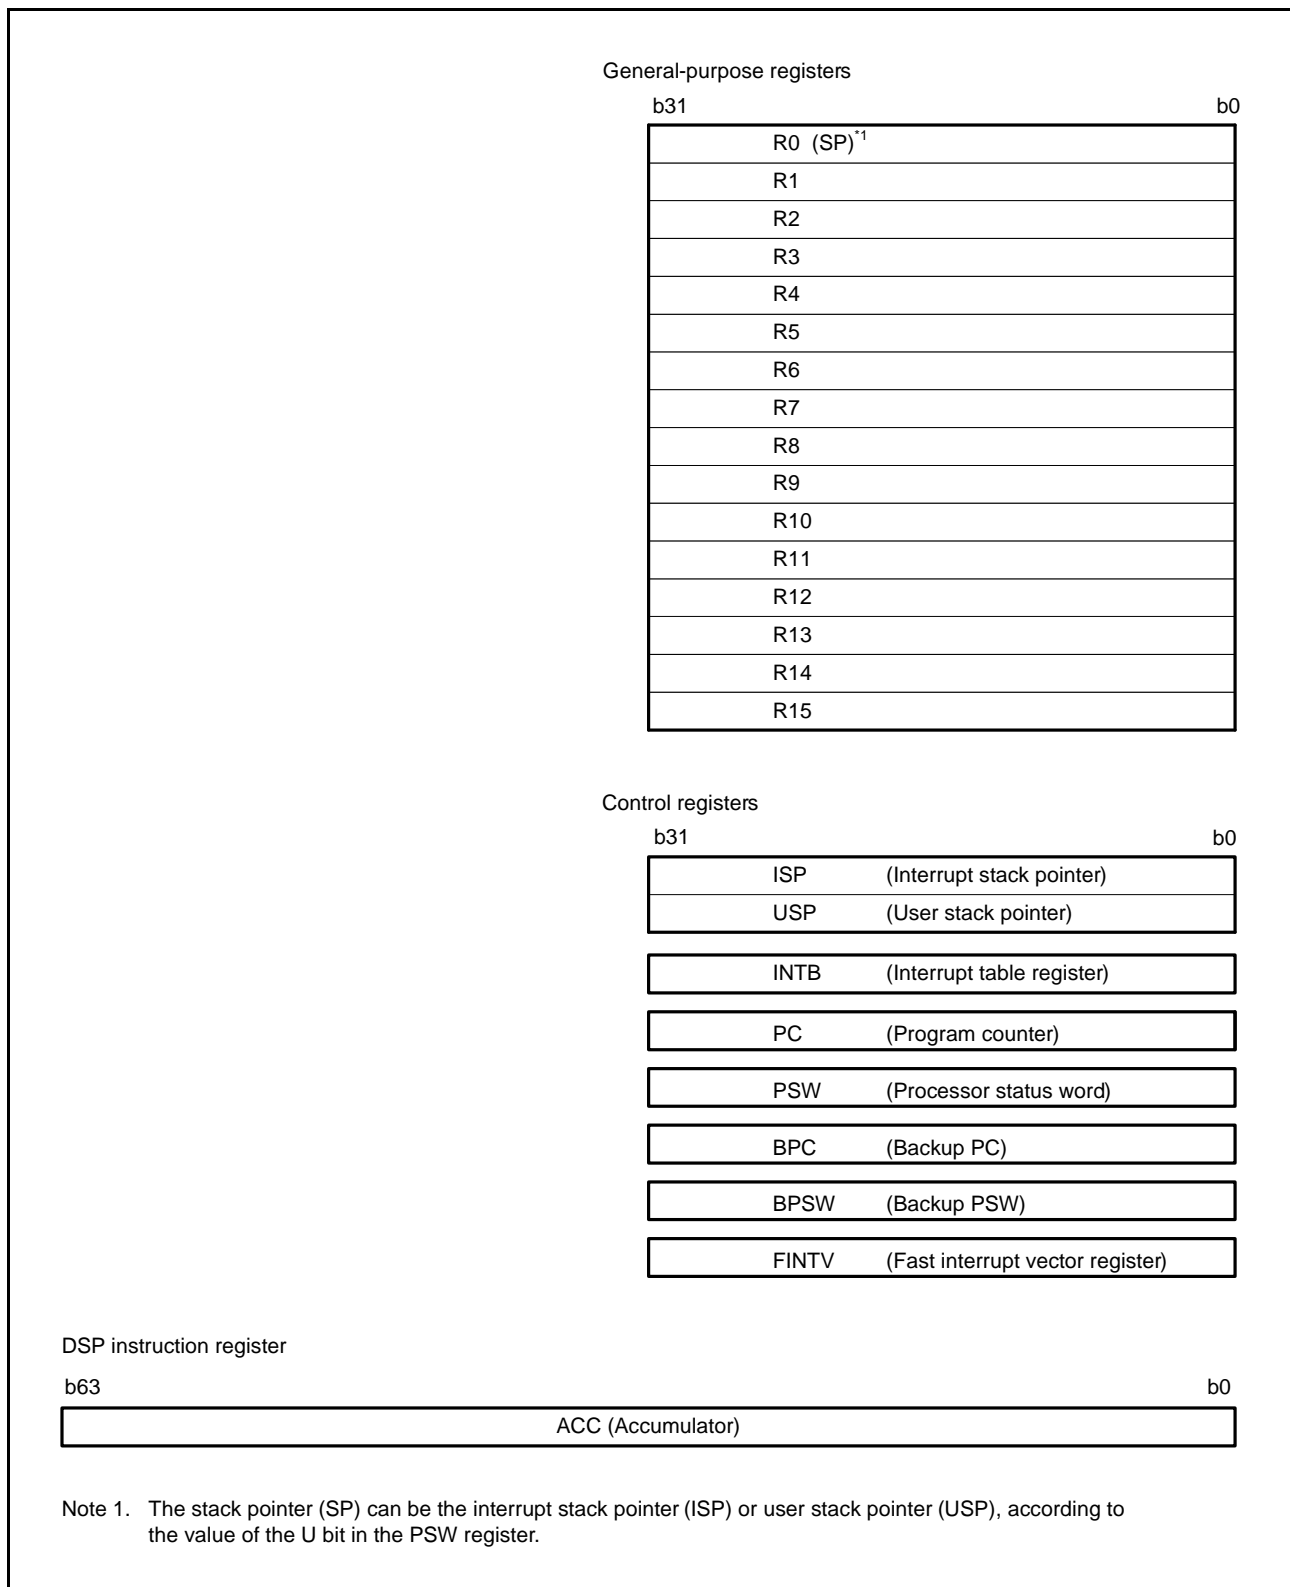 General-purpose registers
b31 b0
R0 (SP)*1
R1
R2
R3
R4
R5
R6
R7
R8
R9
R10
R11
R12
R13
R14
R15
Control registers
b31 b0
ISP (Interrupt stack pointer)
USP (User stack pointer)
INTB (Interrupt table register)
PC (Program counter)
PSW (Processor status word)
BPC (Backup PC)
BPSW (Backup PSW)
FINTV (Fast interrupt vector register)
DSP instruction register
b63 b0
ACC (Accumulator)
Note 1. The stack pointer (SP) can be the interrupt stack pointer (ISP) or user stack pointer (USP), according to
the value of the U bit in the PSW register.